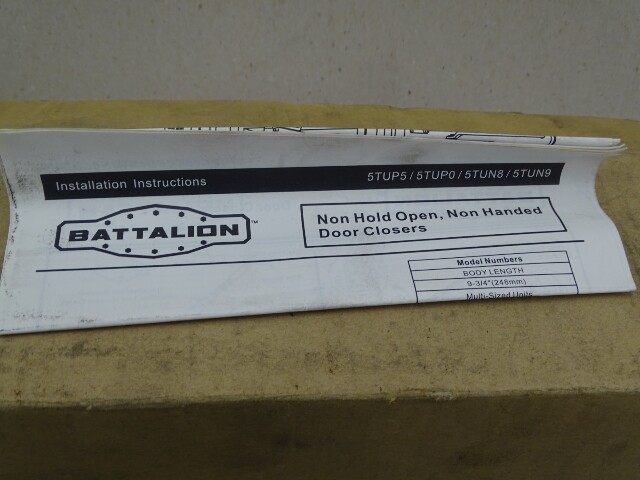 Installation Instructions 5TUP5 / 5TUP0 / 5TUN8 / 5TUN9
BATTALION™
Non Hold Open, Non Handed
Door Closers
Model Numbers
BODY LENGTH
9-3/4"(248mm)
Multi-Sized Units